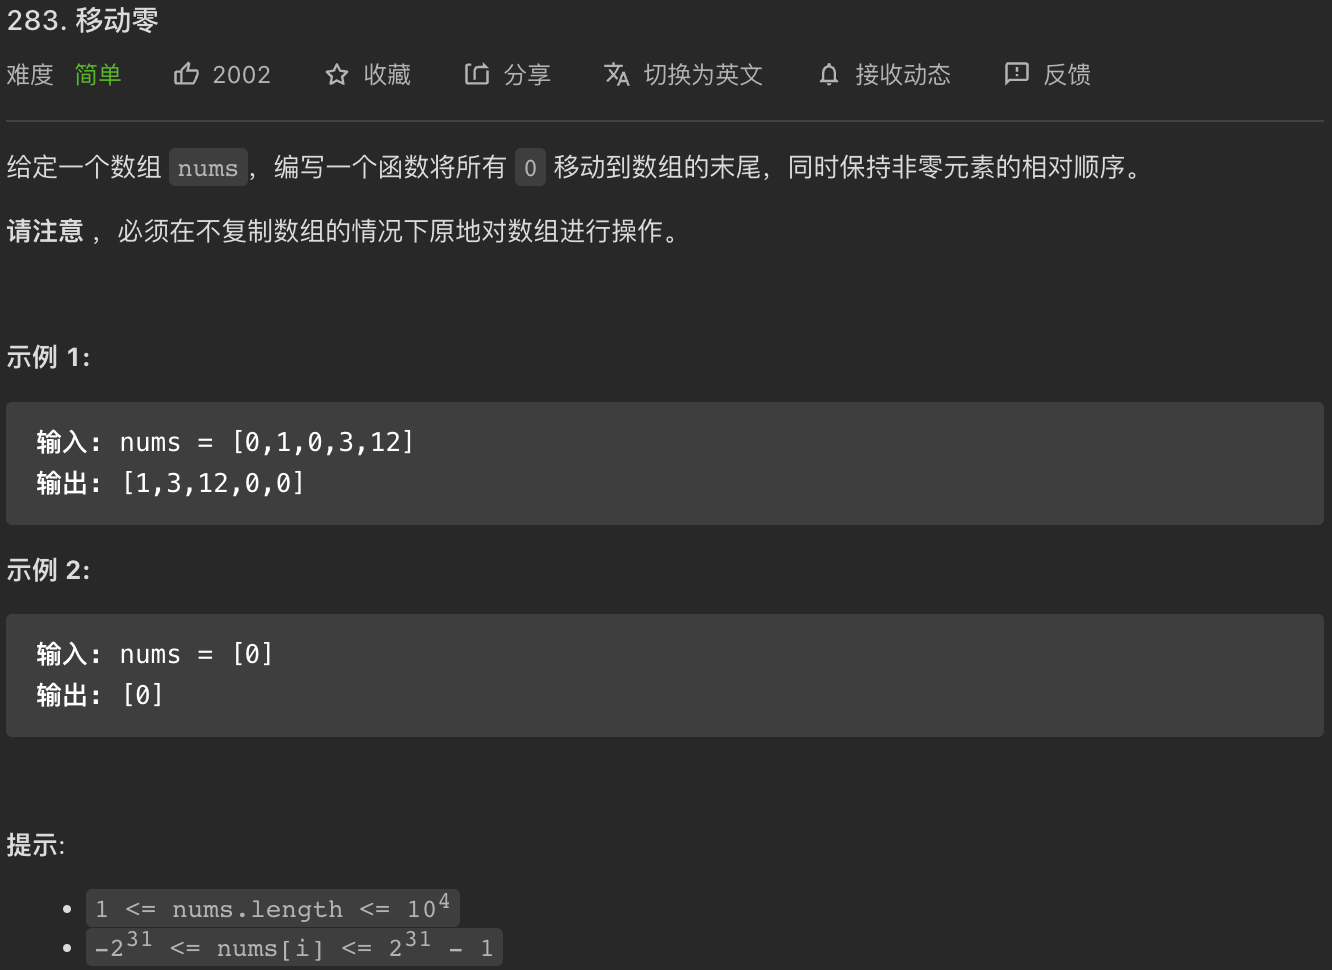 283. 移动零
难度 简单 2002 收藏 分享 切换为英文 接收动态 反馈
给定一个数组 nums，编写一个函数将所有 0 移动到数组的末尾，同时保持非零元素的相对顺序。
请注意 ，必须在不复制数组的情况下原地对数组进行操作。
示例 1:
输入: nums = [0,1,0,3,12]
输出: [1,3,12,0,0]
示例 2:
输入: nums = [0]
输出: [0]
提示:
• 1 <= nums.length <= 10⁴
• -2³¹ <= nums[i] <= 2³¹ - 1